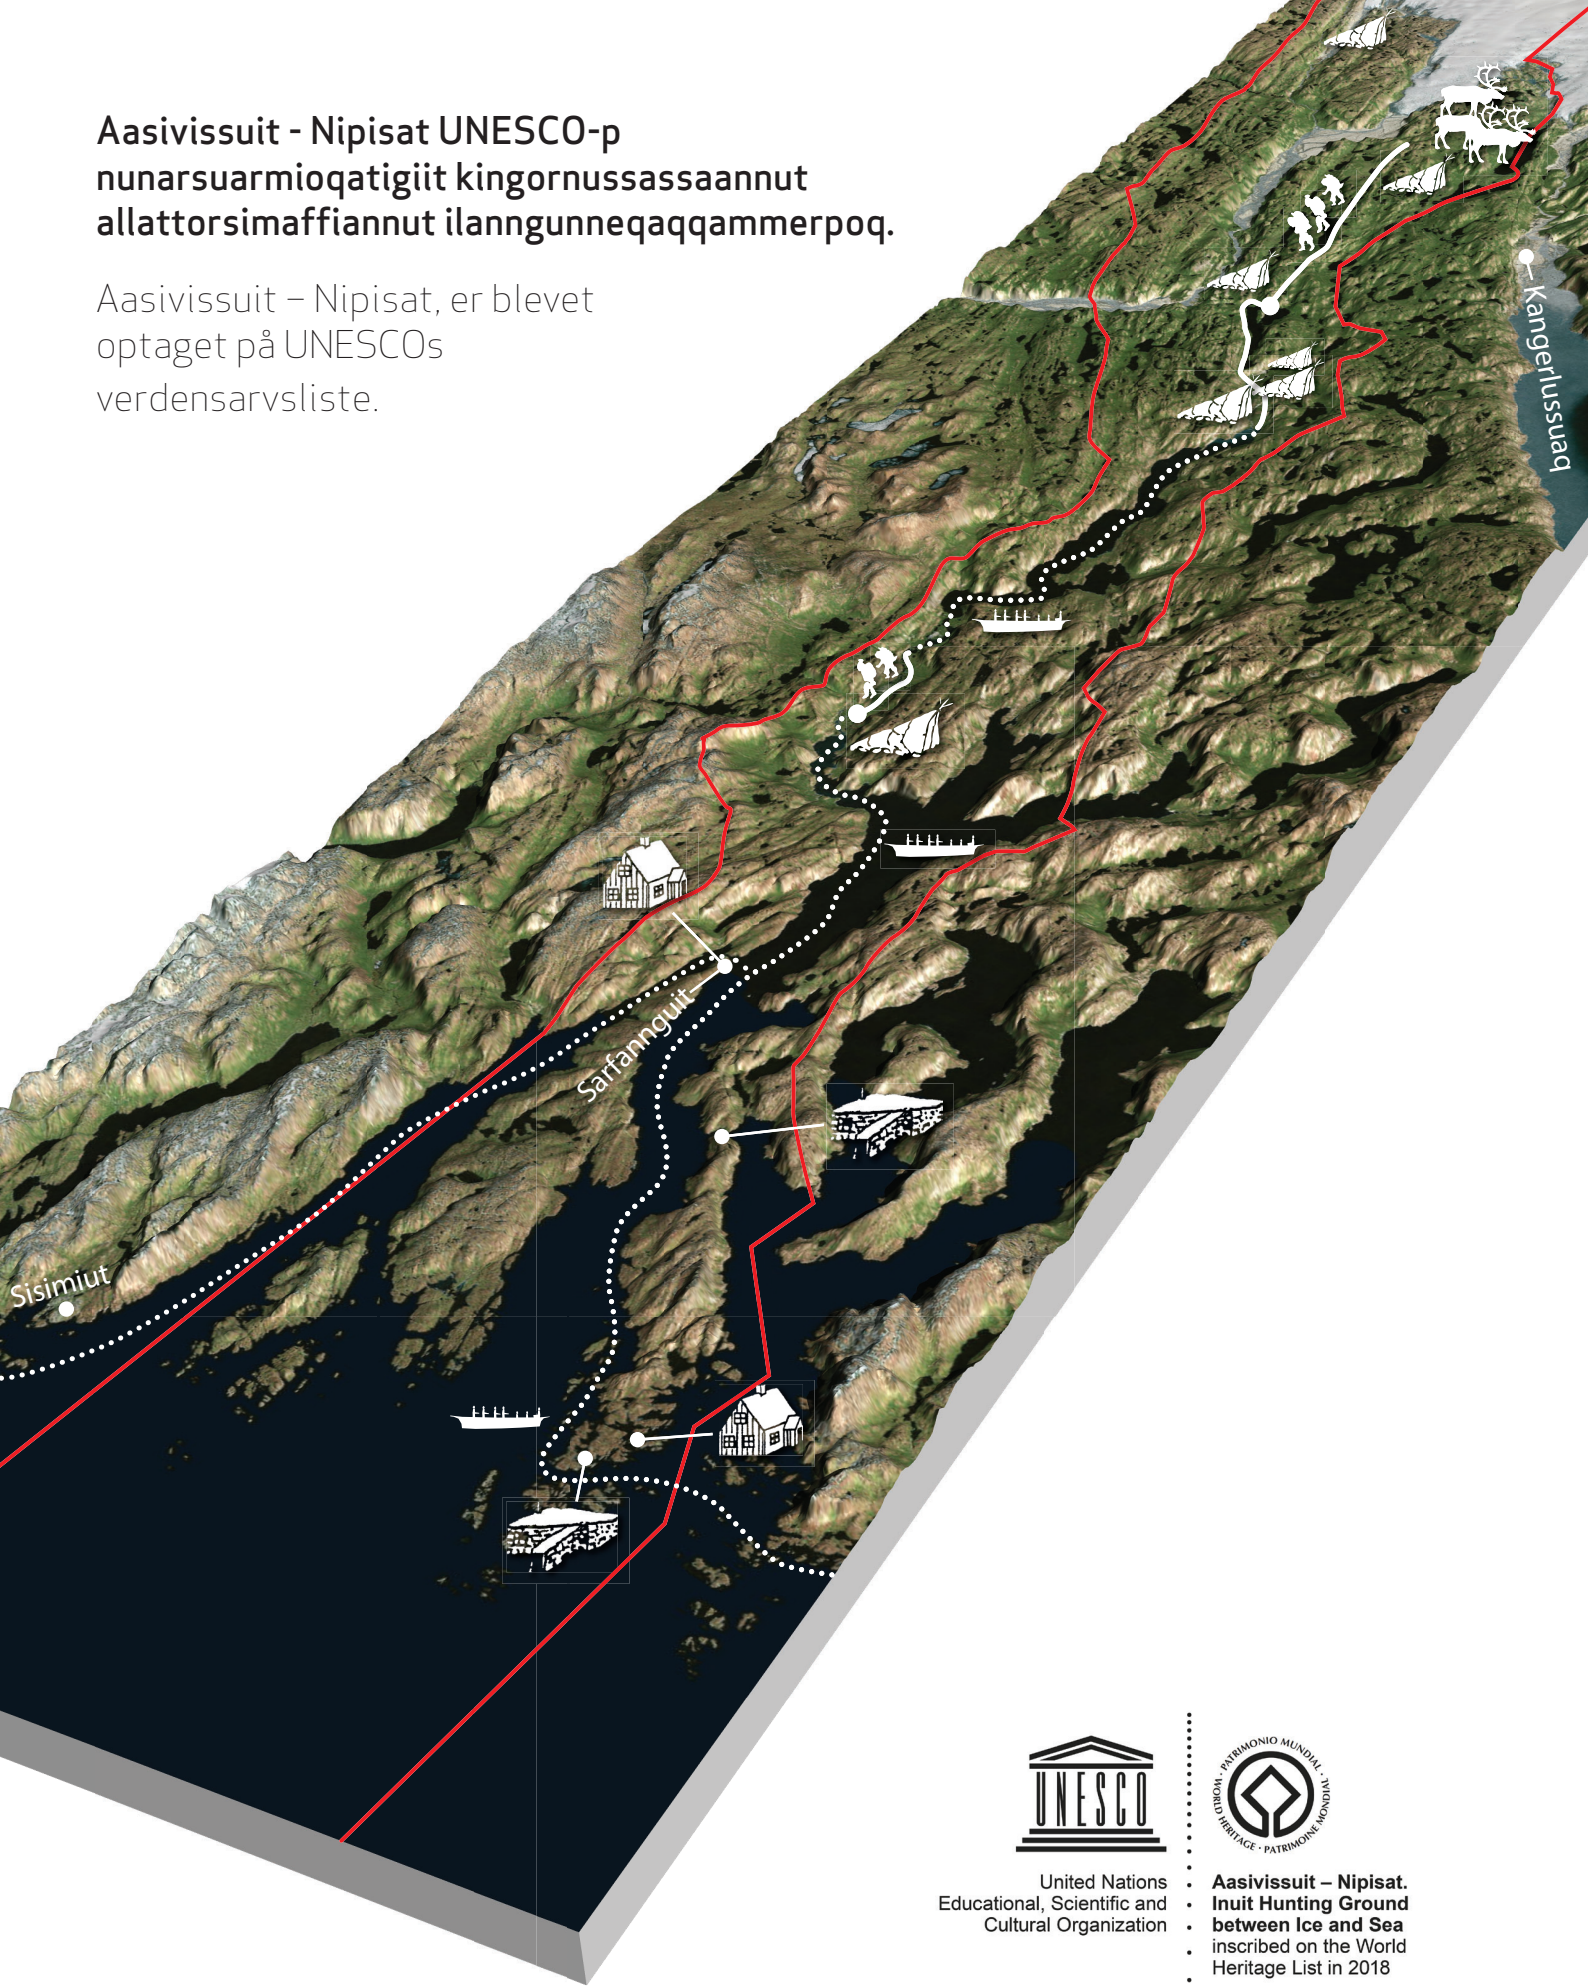 Aasivissuit - Nipisat UNESCO-p
nunarsuarmioqatigiit kingornussassaannut
allattorsimaffiannut ilanngunneqaqqammerpoq.
Aasivissuit – Nipisat, er blevet
optaget på UNESCOs
verdensarvsliste.
Kangerlussuaq
Sarfannguit
Sisimiut
UNESCO
United Nations
Educational, Scientific and
Cultural Organization
WORLD HERITAGE · PATRIMONIO MUNDIAL · PATRIMOINE MONDIAL ·
Aasivissuit – Nipisat.
Inuit Hunting Ground
between Ice and Sea
inscribed on the World
Heritage List in 2018